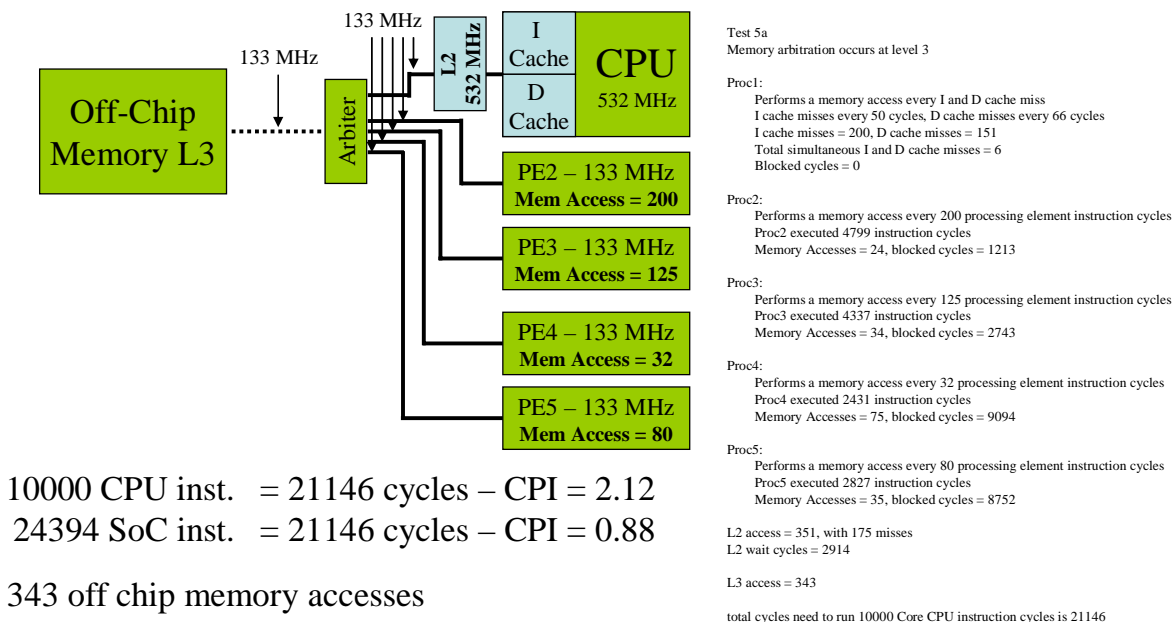 133 MHz
133 MHz
Off-Chip
Memory L3
Arbiter
L2
532 MHz
I
Cache
D
Cache
CPU
532 MHz
PE2 – 133 MHz
Mem Access = 200
PE3 – 133 MHz
Mem Access = 125
PE4 – 133 MHz
Mem Access = 32
PE5 – 133 MHz
Mem Access = 80
10000 CPU inst. = 21146 cycles – CPI = 2.12
24394 SoC inst. = 21146 cycles – CPI = 0.88
343 off chip memory accesses
Test 5a
Memory arbitration occurs at level 3
Proc1:
Performs a memory access every I and D cache miss
I cache misses every 50 cycles, D cache misses every 66 cycles
I cache misses = 200, D cache misses = 151
Total simultaneous I and D cache misses = 6
Blocked cycles = 0
Proc2:
Performs a memory access every 200 processing element instruction cycles
Proc2 executed 4799 instruction cycles
Memory Accesses = 24, blocked cycles = 1213
Proc3:
Performs a memory access every 125 processing element instruction cycles
Proc3 executed 4337 instruction cycles
Memory Accesses = 34, blocked cycles = 2743
Proc4:
Performs a memory access every 32 processing element instruction cycles
Proc4 executed 2431 instruction cycles
Memory Accesses = 75, blocked cycles = 9094
Proc5:
Performs a memory access every 80 processing element instruction cycles
Proc5 executed 2827 instruction cycles
Memory Accesses = 35, blocked cycles = 8752
L2 access = 351, with 175 misses
L2 wait cycles = 2914
L3 access = 343
total cycles need to run 10000 Core CPU instruction cycles is 21146